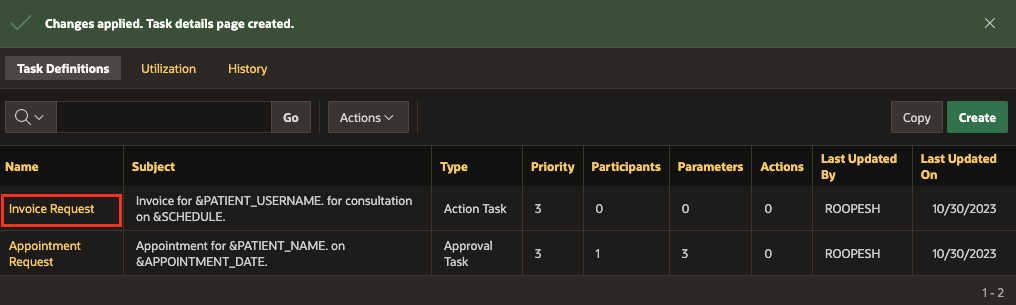 Changes applied. Task details page created.
Task Definitions Utilization History
Go Actions Copy Create
Name Subject Type Priority Participants Parameters Actions Last Updated By Last Updated On
Invoice Request Invoice for &PATIENT_USERNAME. for consultation on &SCHEDULE. Action Task 3 0 0 0 ROOPESH 10/30/2023
Appointment Request Appointment for &PATIENT_NAME. on &APPOINTMENT_DATE. Approval Task 3 1 3 0 ROOPESH 10/30/2023
1 - 2